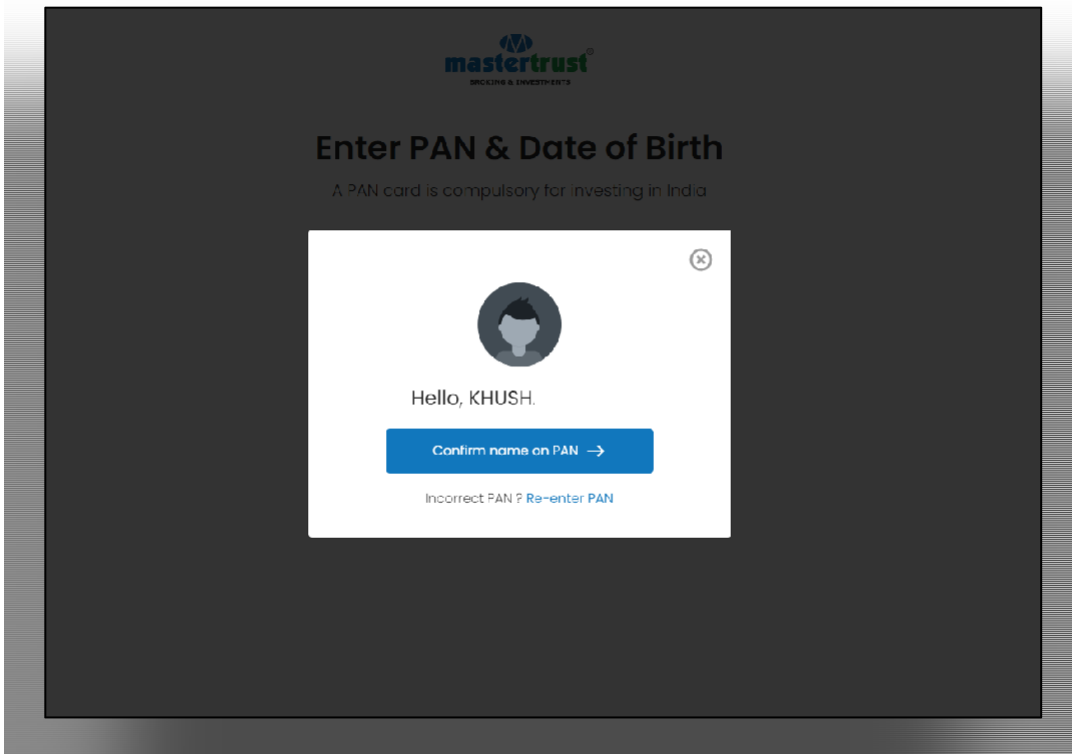 mastertrust®
BROKING & INVESTMENTS
Enter PAN & Date of Birth
A PAN card is compulsory for investing in India
Hello, KHUSH.
Confirm name on PAN →
Incorrect PAN ? Re-enter PAN